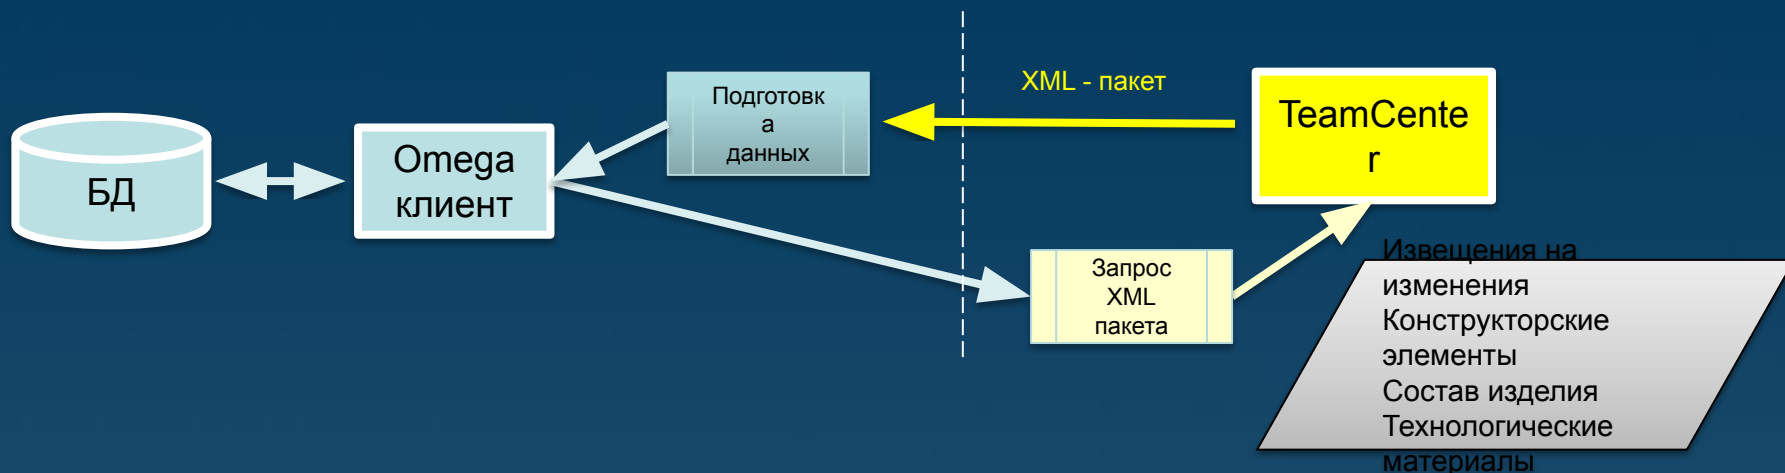 БД
Omega
клиент
Подготовк
а
данных
XML - пакет
TeamCente
r
Запрос
XML
пакета
Извещения на
изменения
Конструкторские
элементы
Состав изделия
Технологические
материалы